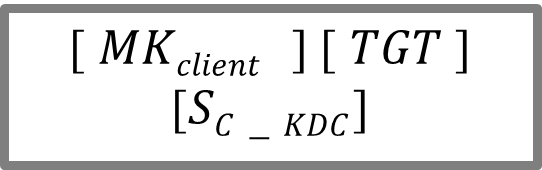 [ MK_client ] [ TGT ]
[S_C _ KDC]